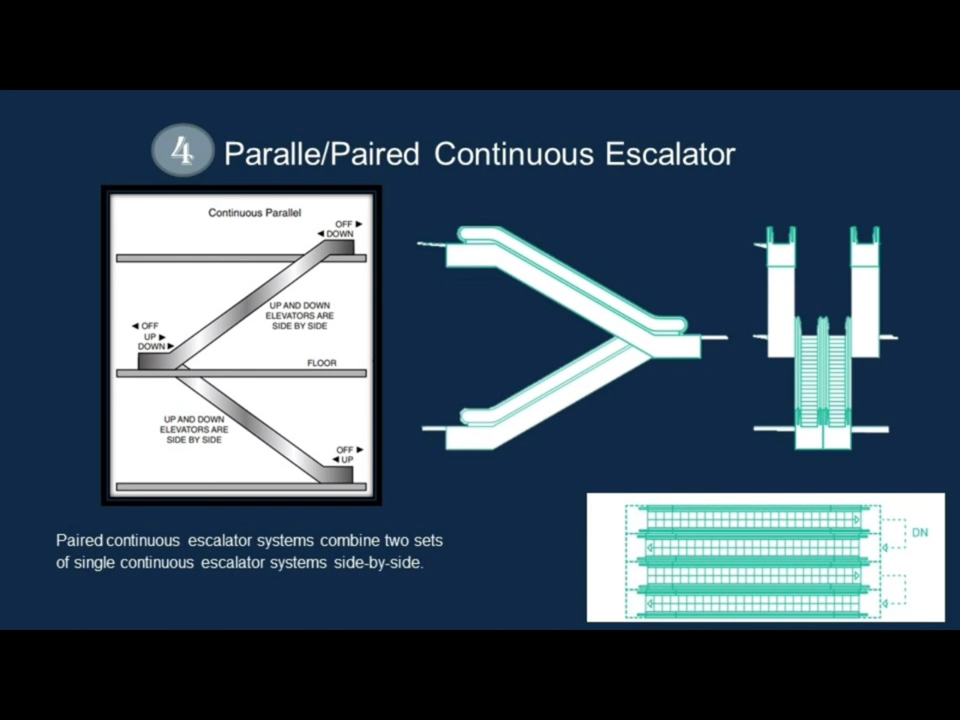 4 Paralle/Paired Continuous Escalator
Continuous Parallel
OFF ►
◄ DOWN
UP AND DOWN
ELEVATORS ARE
SIDE BY SIDE
◄ OFF
UP ►
DOWN ►
FLOOR
UP AND DOWN
ELEVATORS ARE
SIDE BY SIDE
OFF ►
◄ UP
Paired continuous escalator systems combine two sets
of single continuous escalator systems side-by-side.
DN